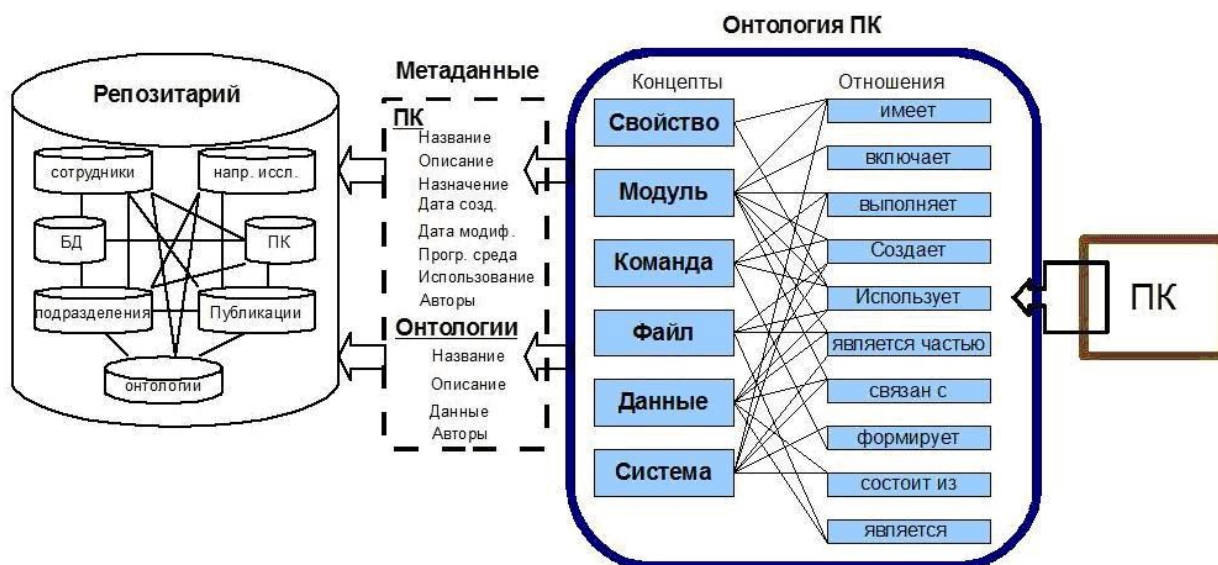 Онтология ПК
Репозитарий
сотрудники
напр. иссл.
БД
ПК
подразделения
Публикации
онтологии
Метаданные
ПК
Название
Описание
Назначение
Дата созд.
Дата модиф.
Прогр. среда
Использование
Авторы
Онтологии
Название
Описание
Данные
Авторы
Концепты
Свойство
Модуль
Команда
Файл
Данные
Система
Отношения
имеет
включает
выполняет
Создает
Использует
является частью
связан с
формирует
состоит из
является
ПК